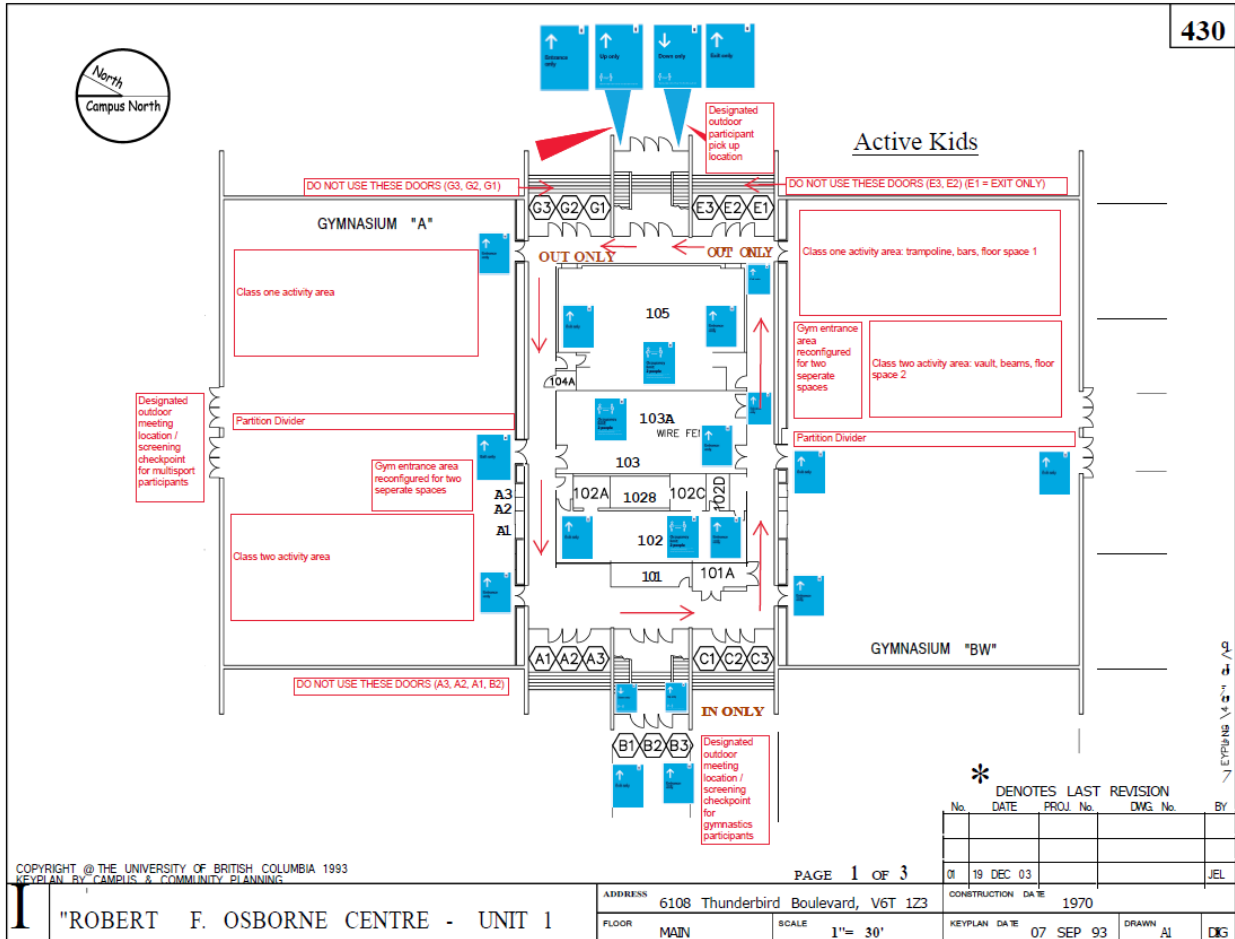 430
North
Campus North
Entrance
only
Up only
Down only
Exit only
Designated
outdoor
participant
pick up
location
Active Kids
DO NOT USE THESE DOORS (G3, G2, G1)
DO NOT USE THESE DOORS (E3, E2) (E1 = EXIT ONLY)
G3 G2 G1
E3 E2 E1
GYMNASIUM "A"
OUT ONLY
OUT ONLY
Class one activity area
Class one activity area: trampoline, bars, floor space 1
105
Gym entrance
area
reconfigured
for two
seperate
spaces
Class two activity area: vault, beams, floor
space 2
104A
Designated
outdoor
meeting
location /
screening
checkpoint
for multisport
participants
Partition Divider
103A
WIRE FE
Partition Divider
103
Gym entrance area
reconfigured for two
seperate spaces
A3
A2
A1
102A
1028
102C
102D
Class two activity area
102
101
101A
GYMNASIUM "BW"
A1 A2 A3
C1 C2 C3
DO NOT USE THESE DOORS (A3, A2, A1, B2)
IN ONLY
B1 B2 B3
Designated
outdoor
meeting
location /
screening
checkpoint
for
gymnastics
participants
*
DENOTES LAST REVISION
No. DATE PROJ. No. DWG. No. BY
01 19 DEC 03 JEL
COPYRIGHT @ THE UNIVERSITY OF BRITISH COLUMBIA 1993
KEYPLAN BY CAMPUS & COMMUNITY PLANNING
PAGE 1 OF 3
I
"ROBERT F. OSBORNE CENTRE - UNIT 1
ADDRESS 6108 Thunderbird Boulevard, V6T 1Z3
FLOOR MAIN
SCALE 1"= 30'
CONSTRUCTION DATE 1970
KEYPLAN DATE 07 SEP 93
DRAWN A1